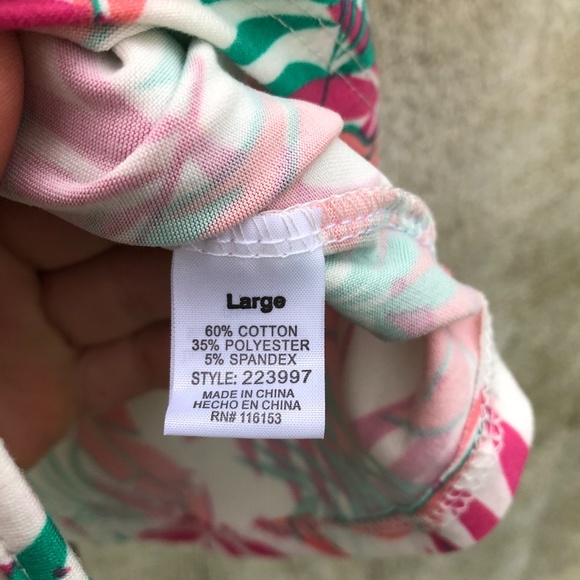 Large
60% COTTON
35% POLYESTER
5% SPANDEX
STYLE: 223997
MADE IN CHINA
HECHO EN CHINA
RN# 116153